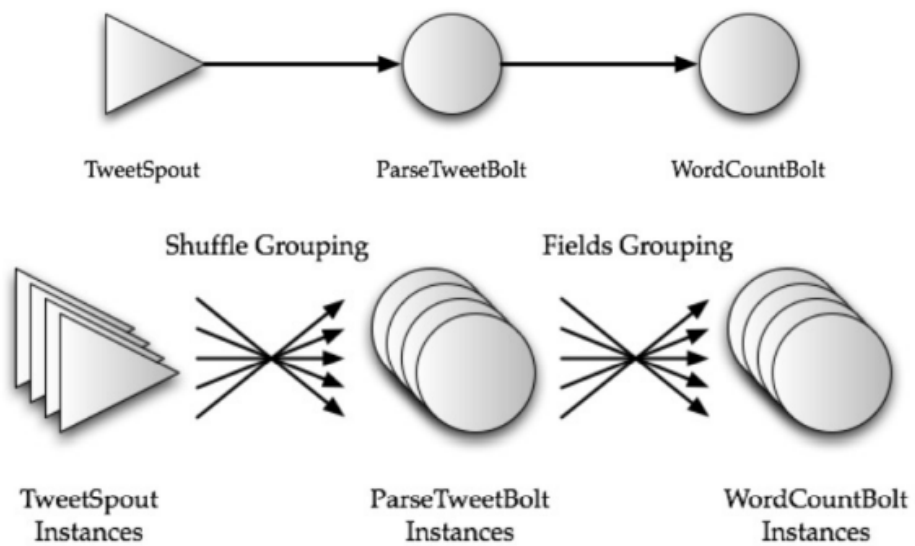 TweetSpout
ParseTweetBolt
WordCountBolt
Shuffle Grouping
Fields Grouping
TweetSpout
Instances
ParseTweetBolt
Instances
WordCountBolt
Instances